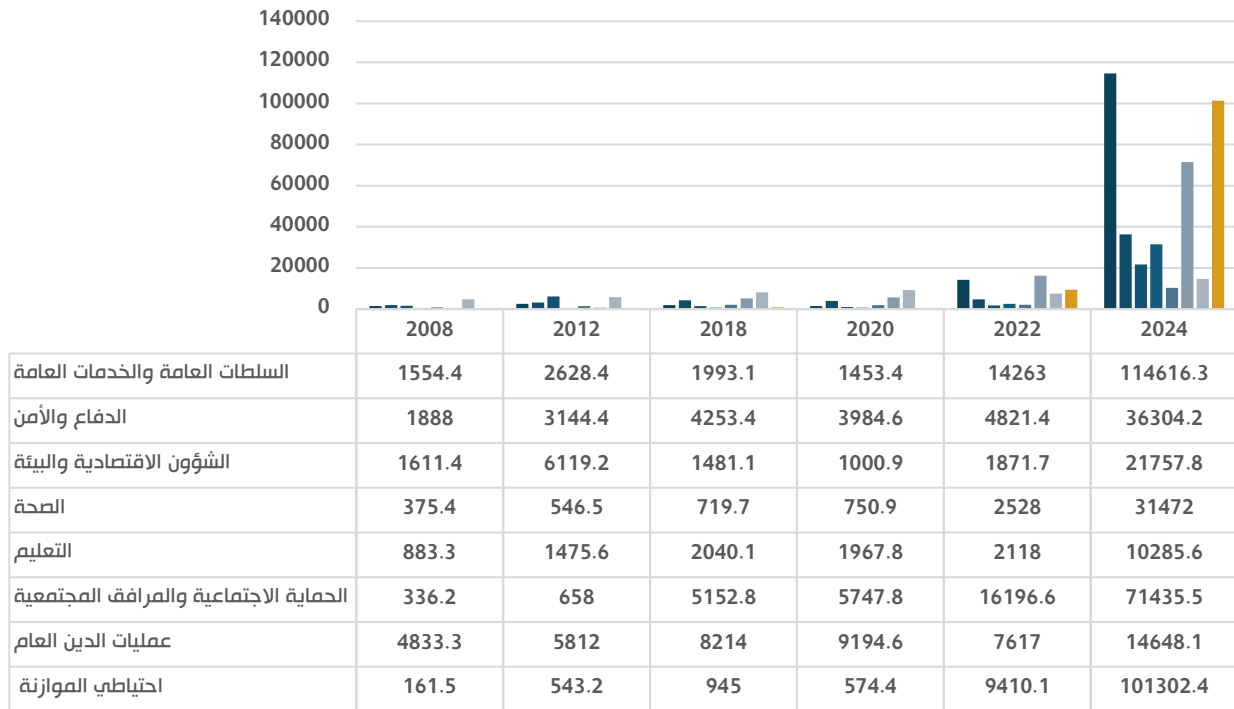 140000
120000
100000
80000
60000
40000
20000
0
2008 2012 2018 2020 2022 2024
السلطات العامة والخدمات العامة 1554.4 2628.4 1993.1 1453.4 14263 114616.3
الدفاع والأمن 1888 3144.4 4253.4 3984.6 4821.4 36304.2
الشؤون الاقتصادية والبيئة 1611.4 6119.2 1481.1 1000.9 1871.7 21757.8
الصحة 375.4 546.5 719.7 750.9 2528 31472
التعليم 883.3 1475.6 2040.1 1967.8 2118 10285.6
الحماية الاجتماعية والمرافق المجتمعية 336.2 658 5152.8 5747.8 16196.6 71435.5
عمليات الدين العام 4833.3 5812 8214 9194.6 7617 14648.1
احتياطي الموازنة 161.5 543.2 945 574.4 9410.1 101302.4